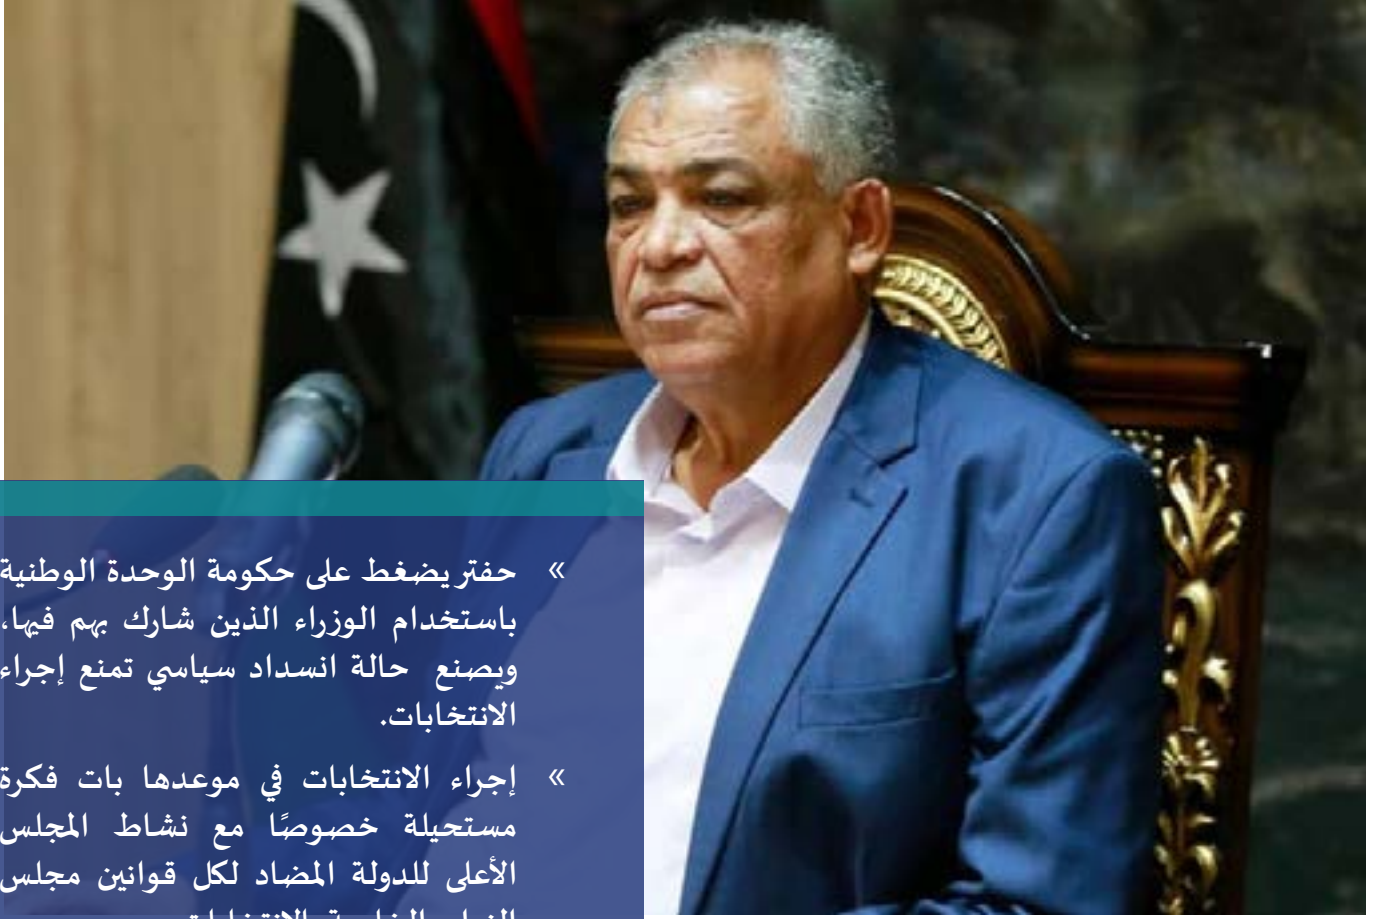 » حفتر يضغط على حكومة الوحدة الوطنية
باستخدام الوزراء الذين شارك بهم فيها،
ويصنع حالة انسداد سياسي تمنع إجراء
الانتخابات.
» إجراء الانتخابات في موعدها بات فكرة
مستحيلة خصوصًا مع نشاط المجلس
الأعلى للدولة المضاد لكل قوانين مجلس